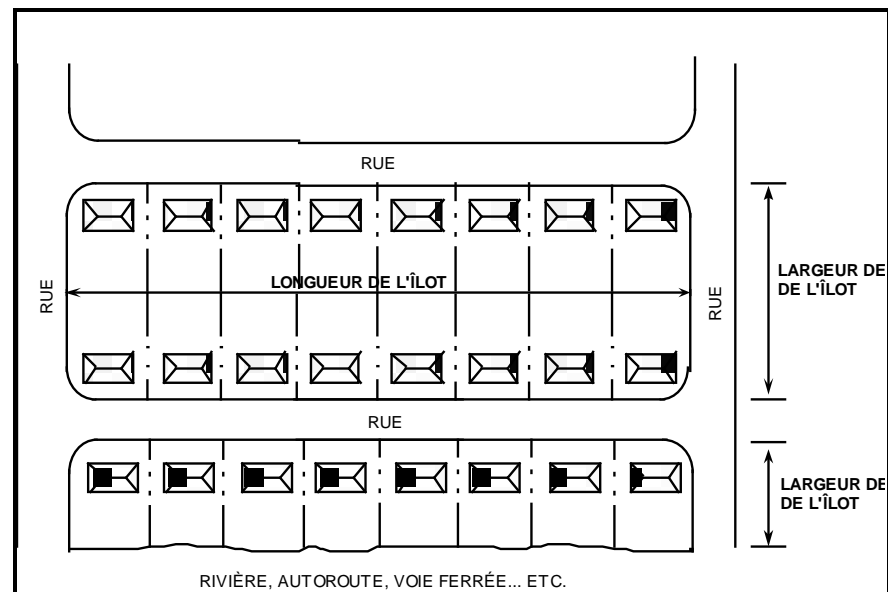 RUE
LONGUEUR DE L'ÎLOT
RUE
RUE
LARGEUR DE
DE L'ÎLOT
RUE
LARGEUR DE
DE L'ÎLOT
RIVIÈRE, AUTOROUTE, VOIE FERRÉE... ETC.